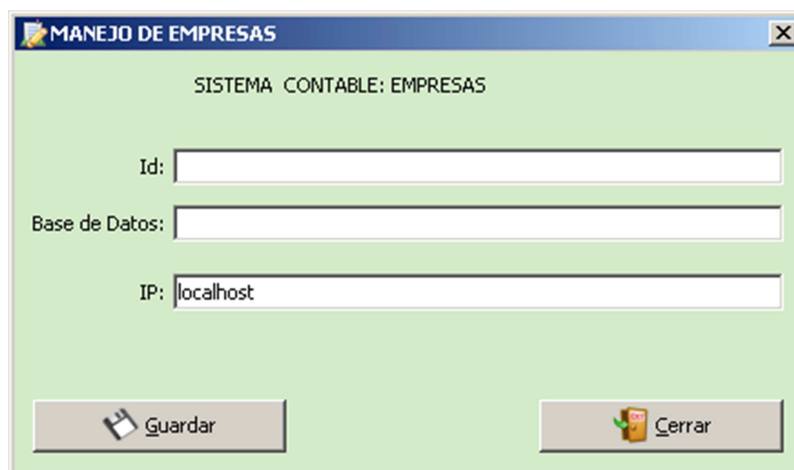 MANEJO DE EMPRESAS
SISTEMA CONTABLE: EMPRESAS
Id:
Base de Datos:
IP: localhost
Guardar
Cerrar